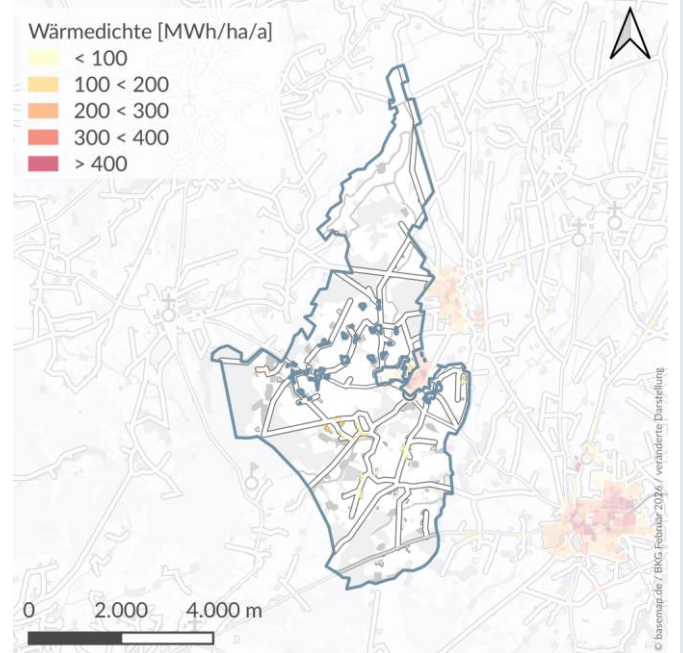 Wärmedichte [MWh/ha/a]
< 100
100 < 200
200 < 300
300 < 400
> 400
0 2.000 4.000 m
© basemap.de / BKG Februar 2026 / veränderte Darstellung